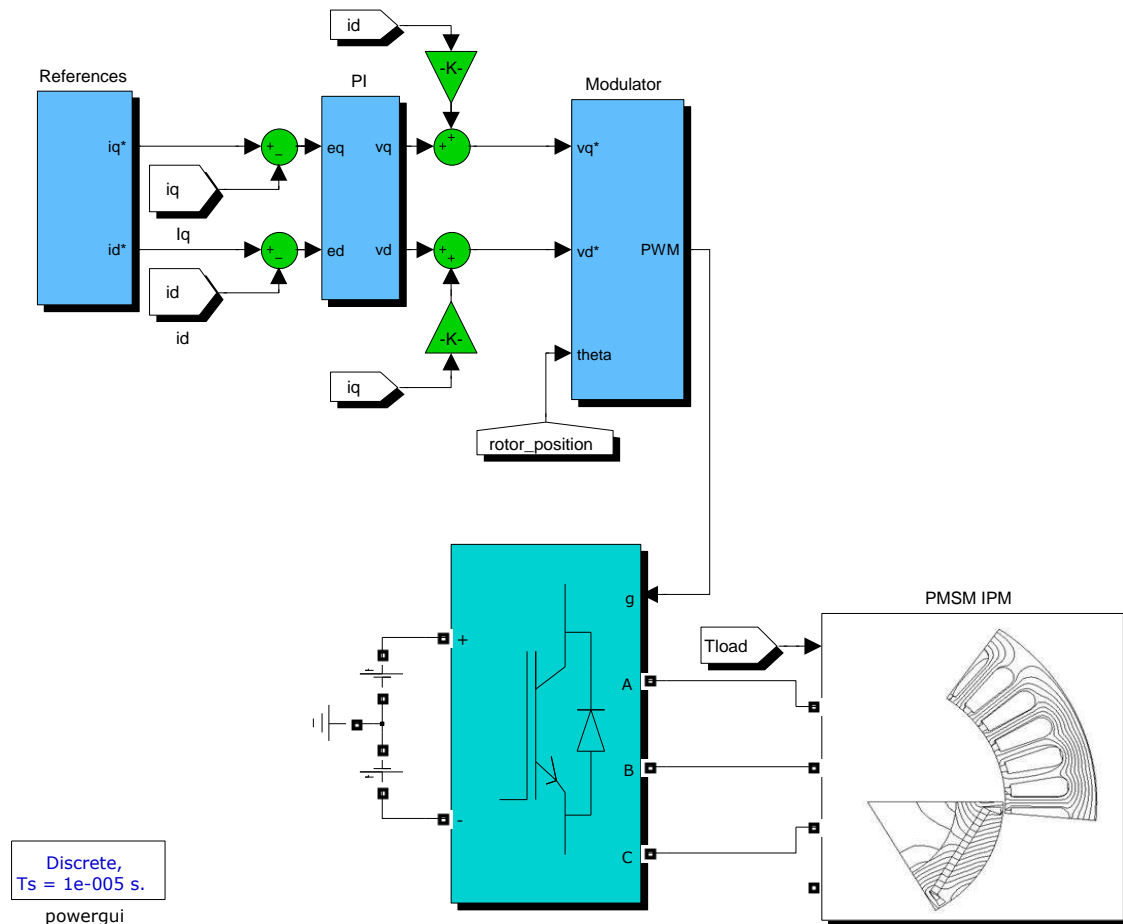 id
-K-
References
PI
Modulator
iq*
+
−
eq
vq
+
+
vq*
iq
Iq
id*
+
−
ed
vd
+
+
vd*
PWM
id
id
-K-
theta
iq
rotor_position
g
PMSM IPM
+
Tload
A
B
-
C
Discrete,
Ts = 1e-005 s.
powergui